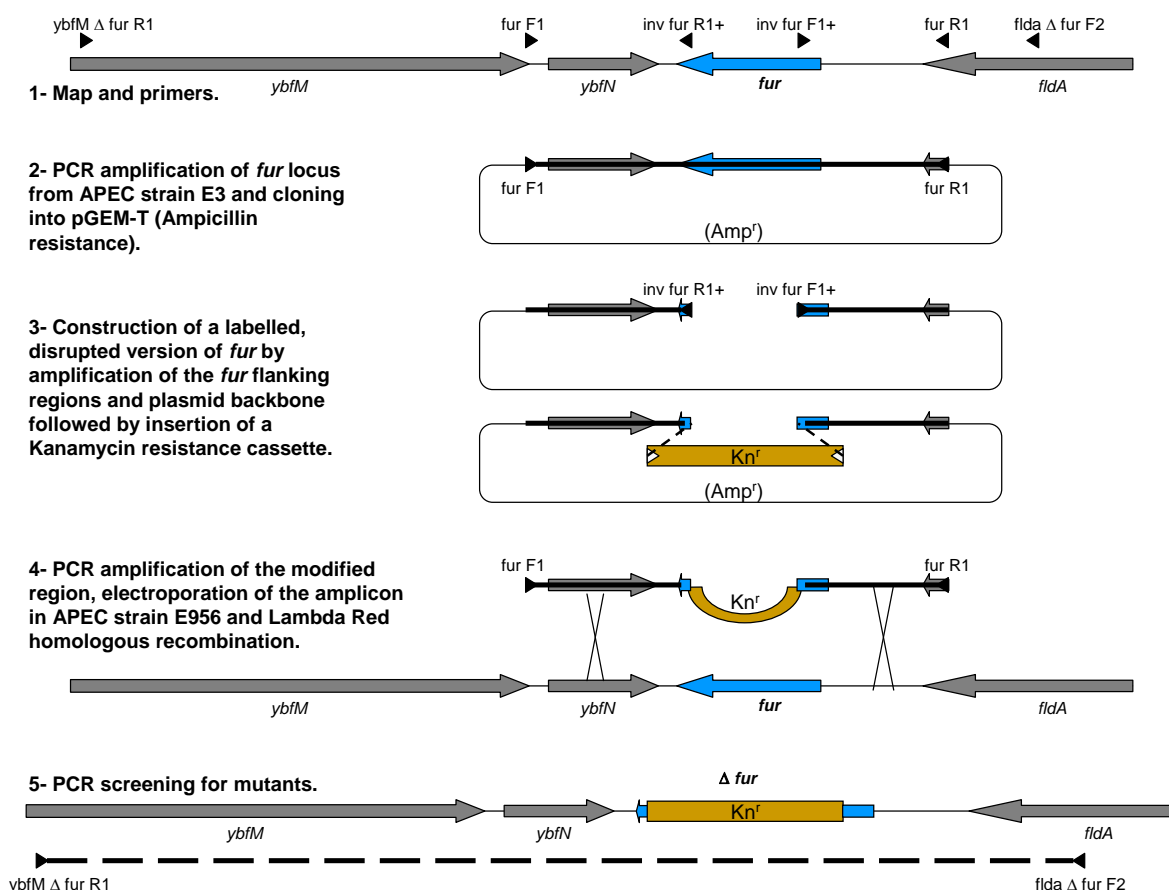 ybfM Δ fur R1
fur F1
inv fur R1+
inv fur F1+
fur R1
flda Δ fur F2
ybfM
ybfN
fur
fldA
1- Map and primers.
2- PCR amplification of fur locus
from APEC strain E3 and cloning
into pGEM-T (Ampicillin
resistance).
fur F1
fur R1
(Ampr)
inv fur R1+
inv fur F1+
3- Construction of a labelled,
disrupted version of fur by
amplification of the fur flanking
regions and plasmid backbone
followed by insertion of a
Kanamycin resistance cassette.
Knr
(Ampr)
4- PCR amplification of the modified
region, electroporation of the amplicon
in APEC strain E956 and Lambda Red
homologous recombination.
fur F1
fur R1
Knr
ybfM
ybfN
fur
fldA
5- PCR screening for mutants.
Δ fur
Knr
ybfM
ybfN
fldA
ybfM Δ fur R1
flda Δ fur F2